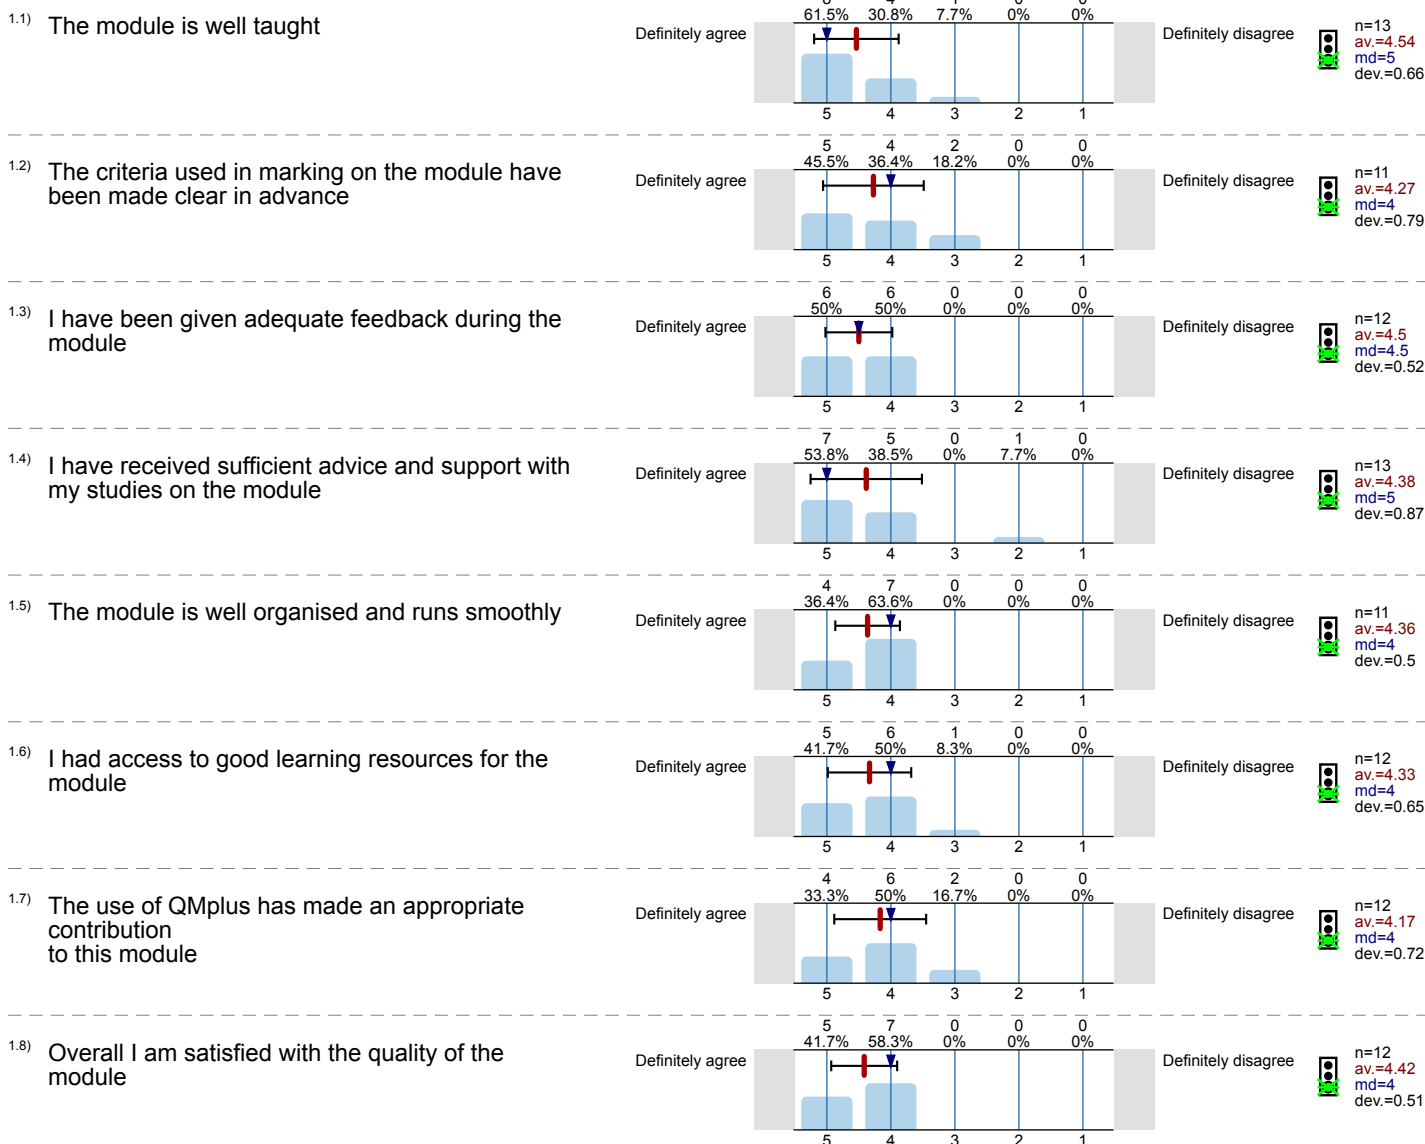 8 4 1 0 0
61.5% 30.8% 7.7% 0% 0%
1.1) The module is well taught
Definitely agree
Definitely disagree
n=13
av.=4.54
md=5
dev.=0.66
5 4 3 2 1
5 4 2 0 0
45.5% 36.4% 18.2% 0% 0%
1.2) The criteria used in marking on the module have
been made clear in advance
Definitely agree
Definitely disagree
n=11
av.=4.27
md=4
dev.=0.79
5 4 3 2 1
6 6 0 0 0
50% 50% 0% 0% 0%
1.3) I have been given adequate feedback during the
module
Definitely agree
Definitely disagree
n=12
av.=4.5
md=4.5
dev.=0.52
5 4 3 2 1
7 5 0 1 0
53.8% 38.5% 0% 7.7% 0%
1.4) I have received sufficient advice and support with
my studies on the module
Definitely agree
Definitely disagree
n=13
av.=4.38
md=5
dev.=0.87
5 4 3 2 1
4 7 0 0 0
36.4% 63.6% 0% 0% 0%
1.5) The module is well organised and runs smoothly
Definitely agree
Definitely disagree
n=11
av.=4.36
md=4
dev.=0.5
5 4 3 2 1
5 6 1 0 0
41.7% 50% 8.3% 0% 0%
1.6) I had access to good learning resources for the
module
Definitely agree
Definitely disagree
n=12
av.=4.33
md=4
dev.=0.65
5 4 3 2 1
4 6 2 0 0
33.3% 50% 16.7% 0% 0%
1.7) The use of QMplus has made an appropriate
contribution
to this module
Definitely agree
Definitely disagree
n=12
av.=4.17
md=4
dev.=0.72
5 4 3 2 1
5 7 0 0 0
41.7% 58.3% 0% 0% 0%
1.8) Overall I am satisfied with the quality of the
module
Definitely agree
Definitely disagree
n=12
av.=4.42
md=4
dev.=0.51
5 4 3 2 1